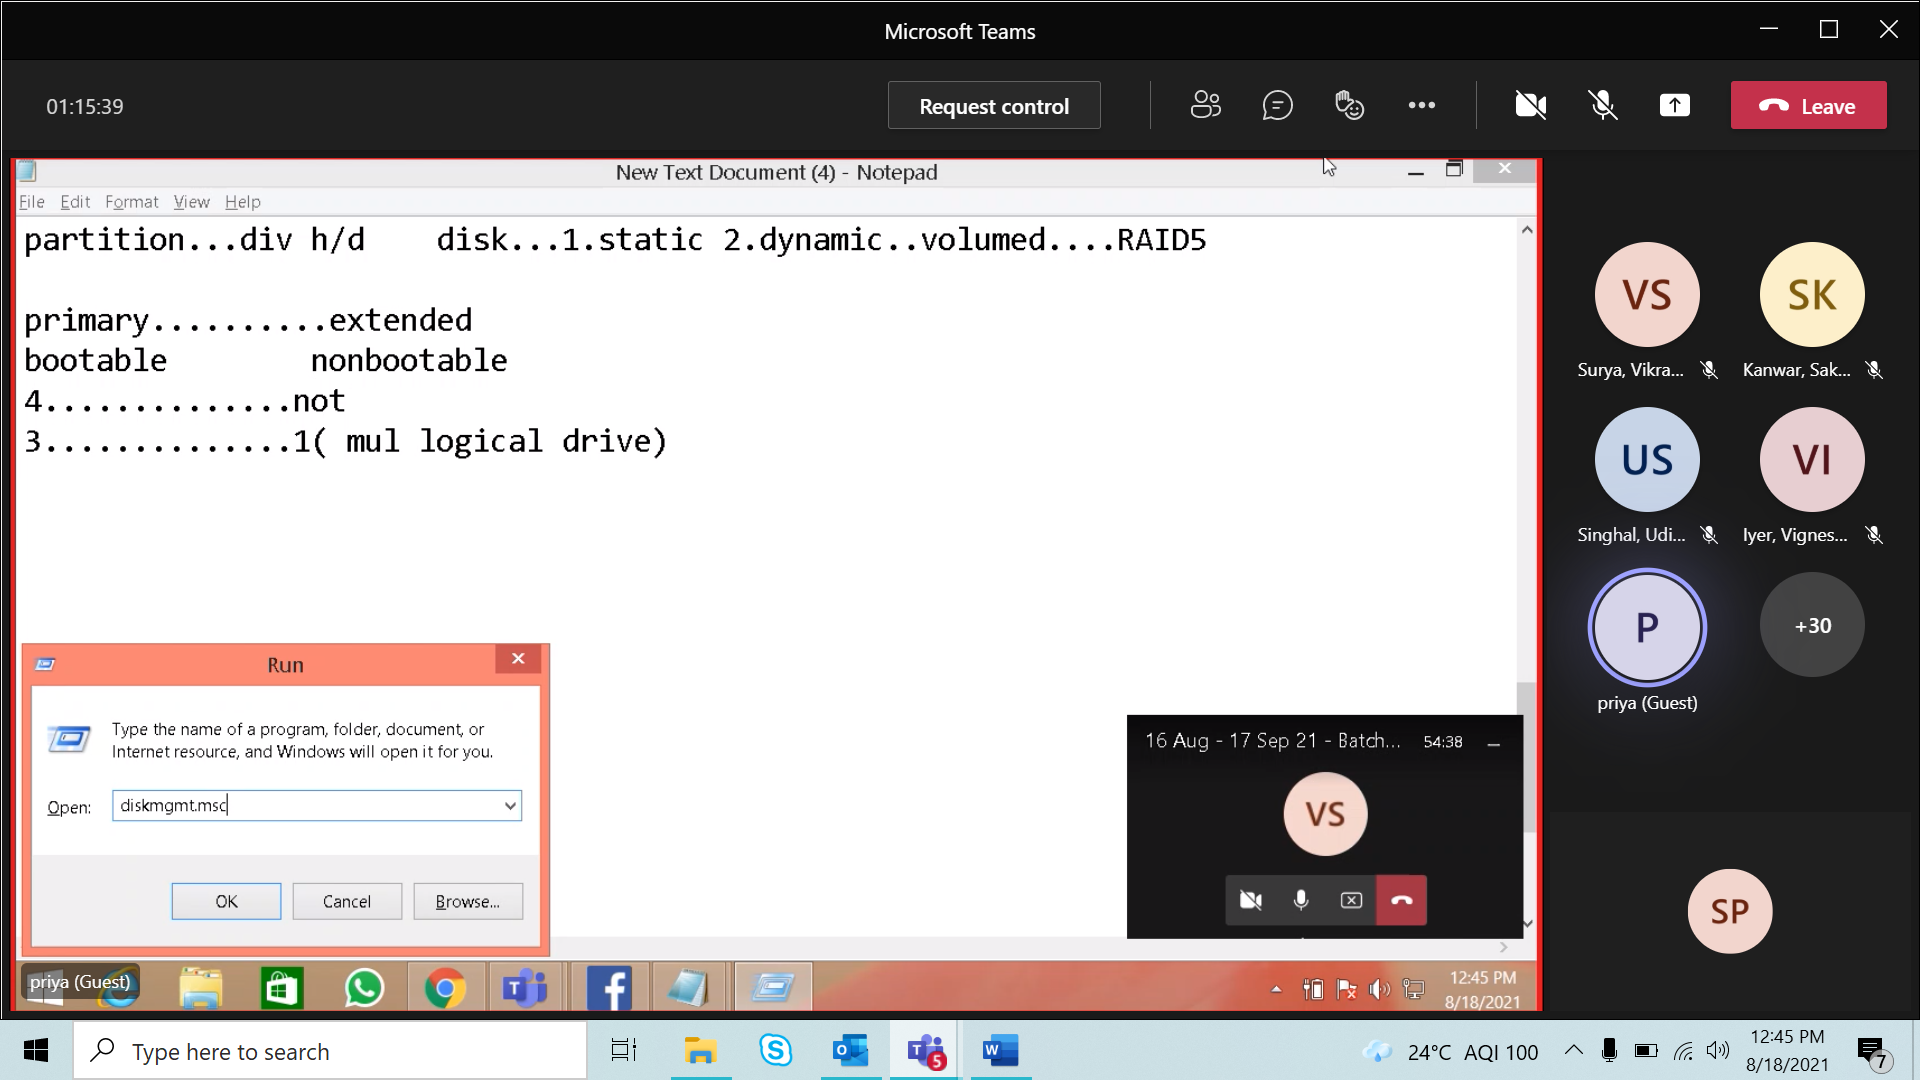 Microsoft Teams
01:15:39
Request control
Leave
New Text Document (4) - Notepad
File Edit Format View Help
partition...div h/d    disk...1.static 2.dynamic..volumed....RAID5
primary..........extended
bootable        nonbootable
4..............not
3..............1( mul logical drive)
VS
SK
Surya, Vikra...
Kanwar, Sak...
US
VI
Singhal, Udi...
Iyer, Vignes...
P
+30
priya (Guest)
Run
Type the name of a program, folder, document, or
Internet resource, and Windows will open it for you.
Open: diskmgmt.msc
OK Cancel Browse...
16 Aug - 17 Sep 21 - Batch... 54:38
VS
SP
priya (Guest)
12:45 PM
8/18/2021
Type here to search
5
24°C AQI 100
12:45 PM
8/18/2021
7